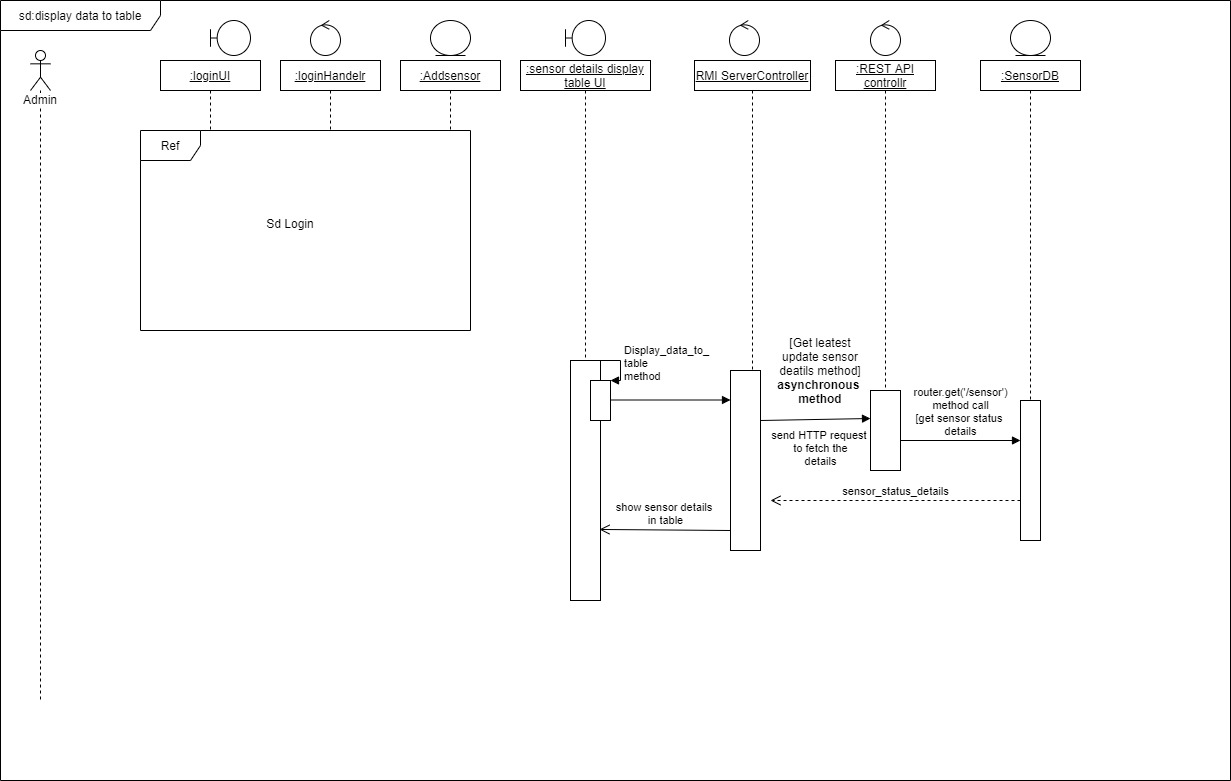 sd:display data to table
Admin
:loginUI
:loginHandelr
:Addsensor
:sensor details display
table UI
RMI ServerController
:REST API
controllr
:SensorDB
Ref
Sd Login
Display_data_to_
table
method
[Get leatest
update sensor
deatils method]
asynchronous
method
send HTTP request
to fetch the
details
router.get('/sensor')
method call
[get sensor status
details
sensor_status_details
show sensor details
in table